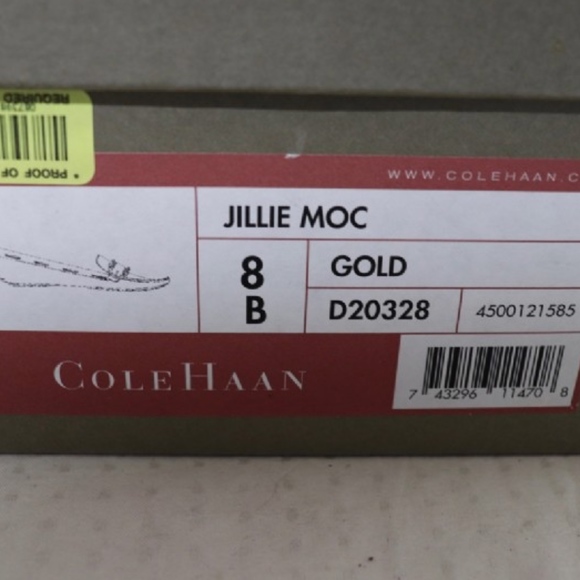 REQUIRED
* PROOF OF
WWW.COLEHAAN.C
JILLIE MOC
8
B
GOLD
D20328
4500121585
COLEHAAN
7 43296 11470 8